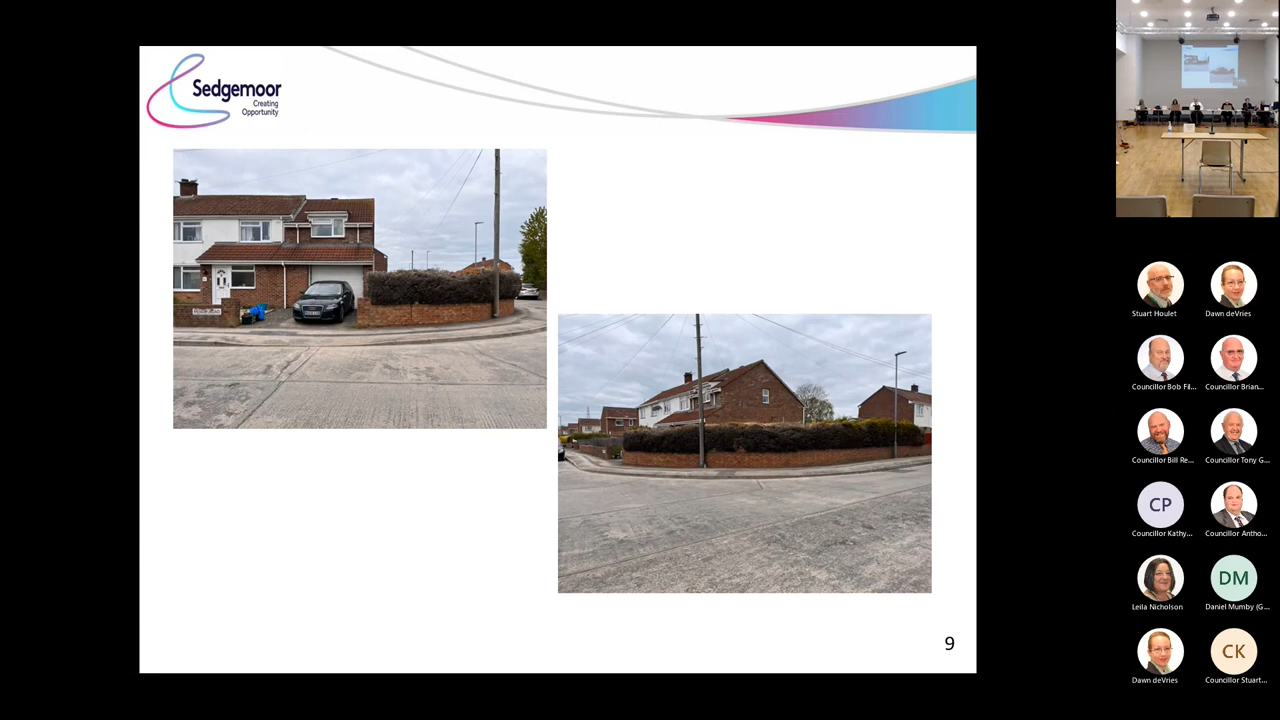 Sedgemoor
Creating
Opportunity
9
Stuart Houlet
Dawn deVries
Councillor Bob Fil...
Councillor Brian...
Councillor Bill Re...
Councillor Tony G...
CP
Councillor Kathy...
Councillor Antho...
Leila Nicholson
DM
Daniel Mumby (G...
Dawn deVries
CK
Councillor Stuart...